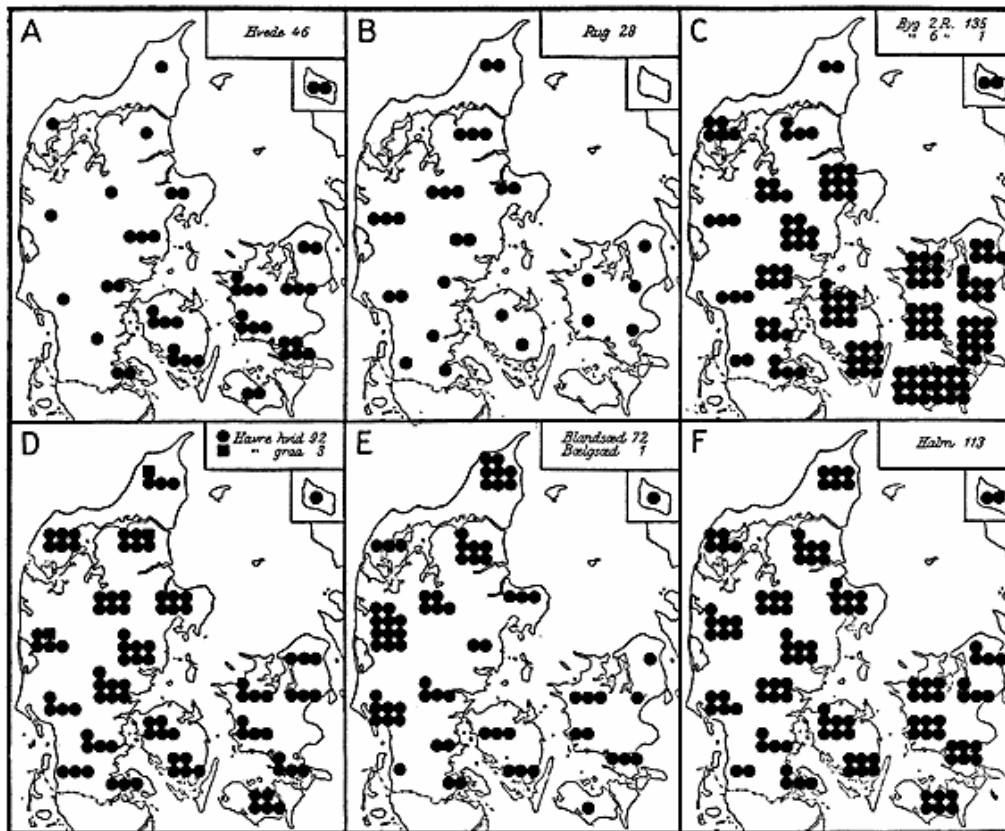 A
Hvede 46
B
Rug 28
C
Byg 2 R. 135
" 6 " 1
D
Havre hvid 92
" graa 3
E
Blandsæd 72
Bælgsæd 1
F
Halm 113